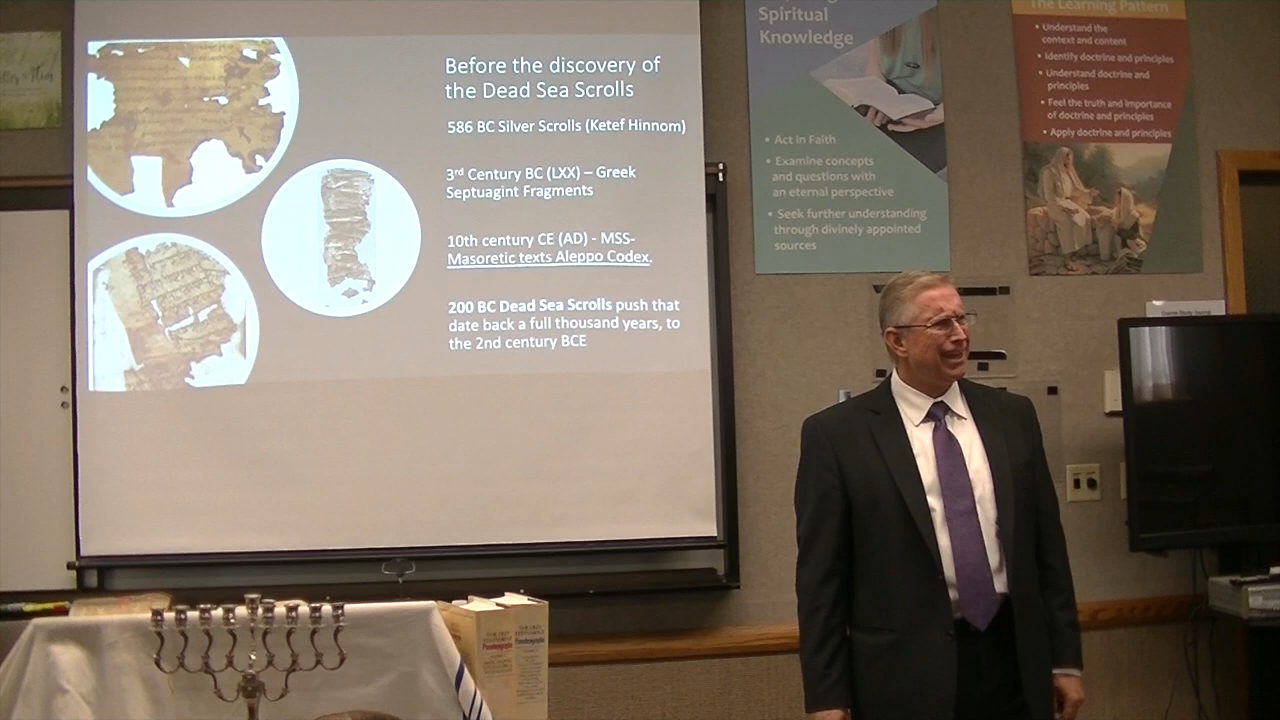 Before the discovery of
the Dead Sea Scrolls
586 BC Silver Scrolls (Ketef Hinnom)
3rd Century BC (LXX) – Greek
Septuagint Fragments
10th century CE (AD) - MSS-
Masoretic texts Aleppo Codex.
200 BC Dead Sea Scrolls push that
date back a full thousand years, to
the 2nd century BCE
Spiritual
Knowledge
• Act in Faith
• Examine concepts
and questions with
an eternal perspective
• Seek further understanding
through divinely appointed
sources
The Learning Pattern
• Understand the
context and content
• Identify doctrine and principles
• Understand doctrine and
principles
• Feel the truth and importance
of doctrine and principles
• Apply doctrine and principles
THE OLD
TESTAMENT
Pseudepigrapha